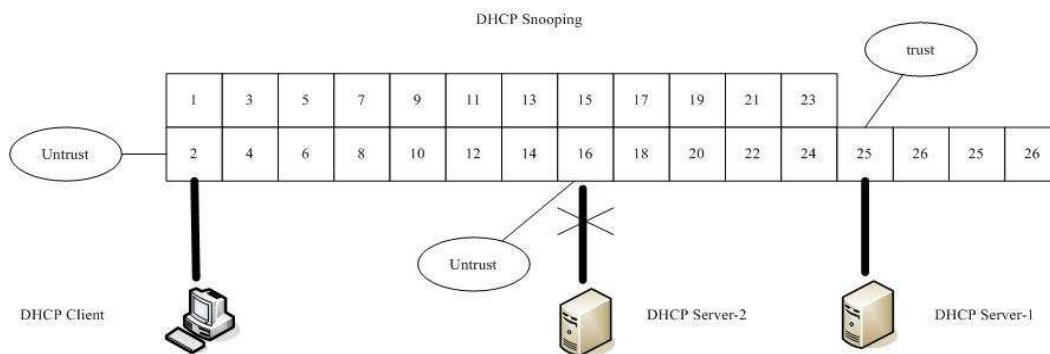 DHCP Snooping
trust
1 3 5 7 9 11 13 15 17 19 21 23
Untrust
2 4 6 8 10 12 14 16 18 20 22 24 25 26 25 26
Untrust
DHCP Client
DHCP Server-2
DHCP Server-1